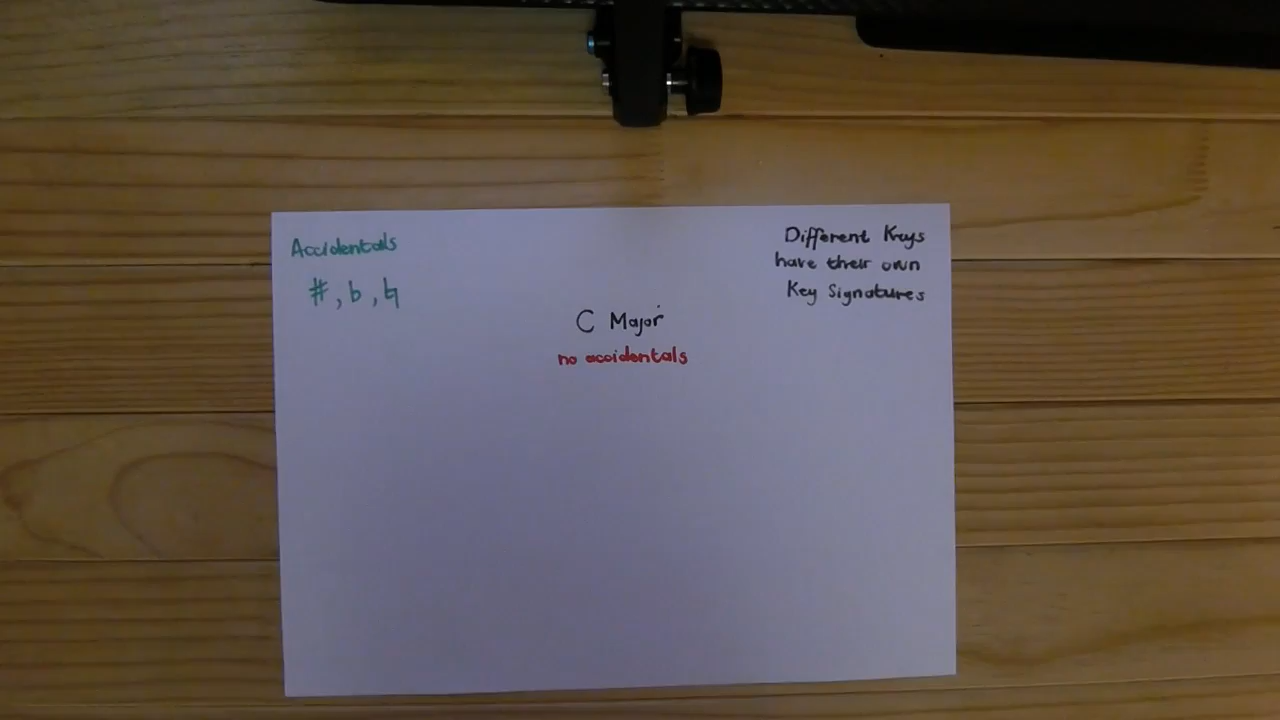 Accidentals
#, b, ♮
Different Keys
have their own
Key Signatures
C Major
no accidentals